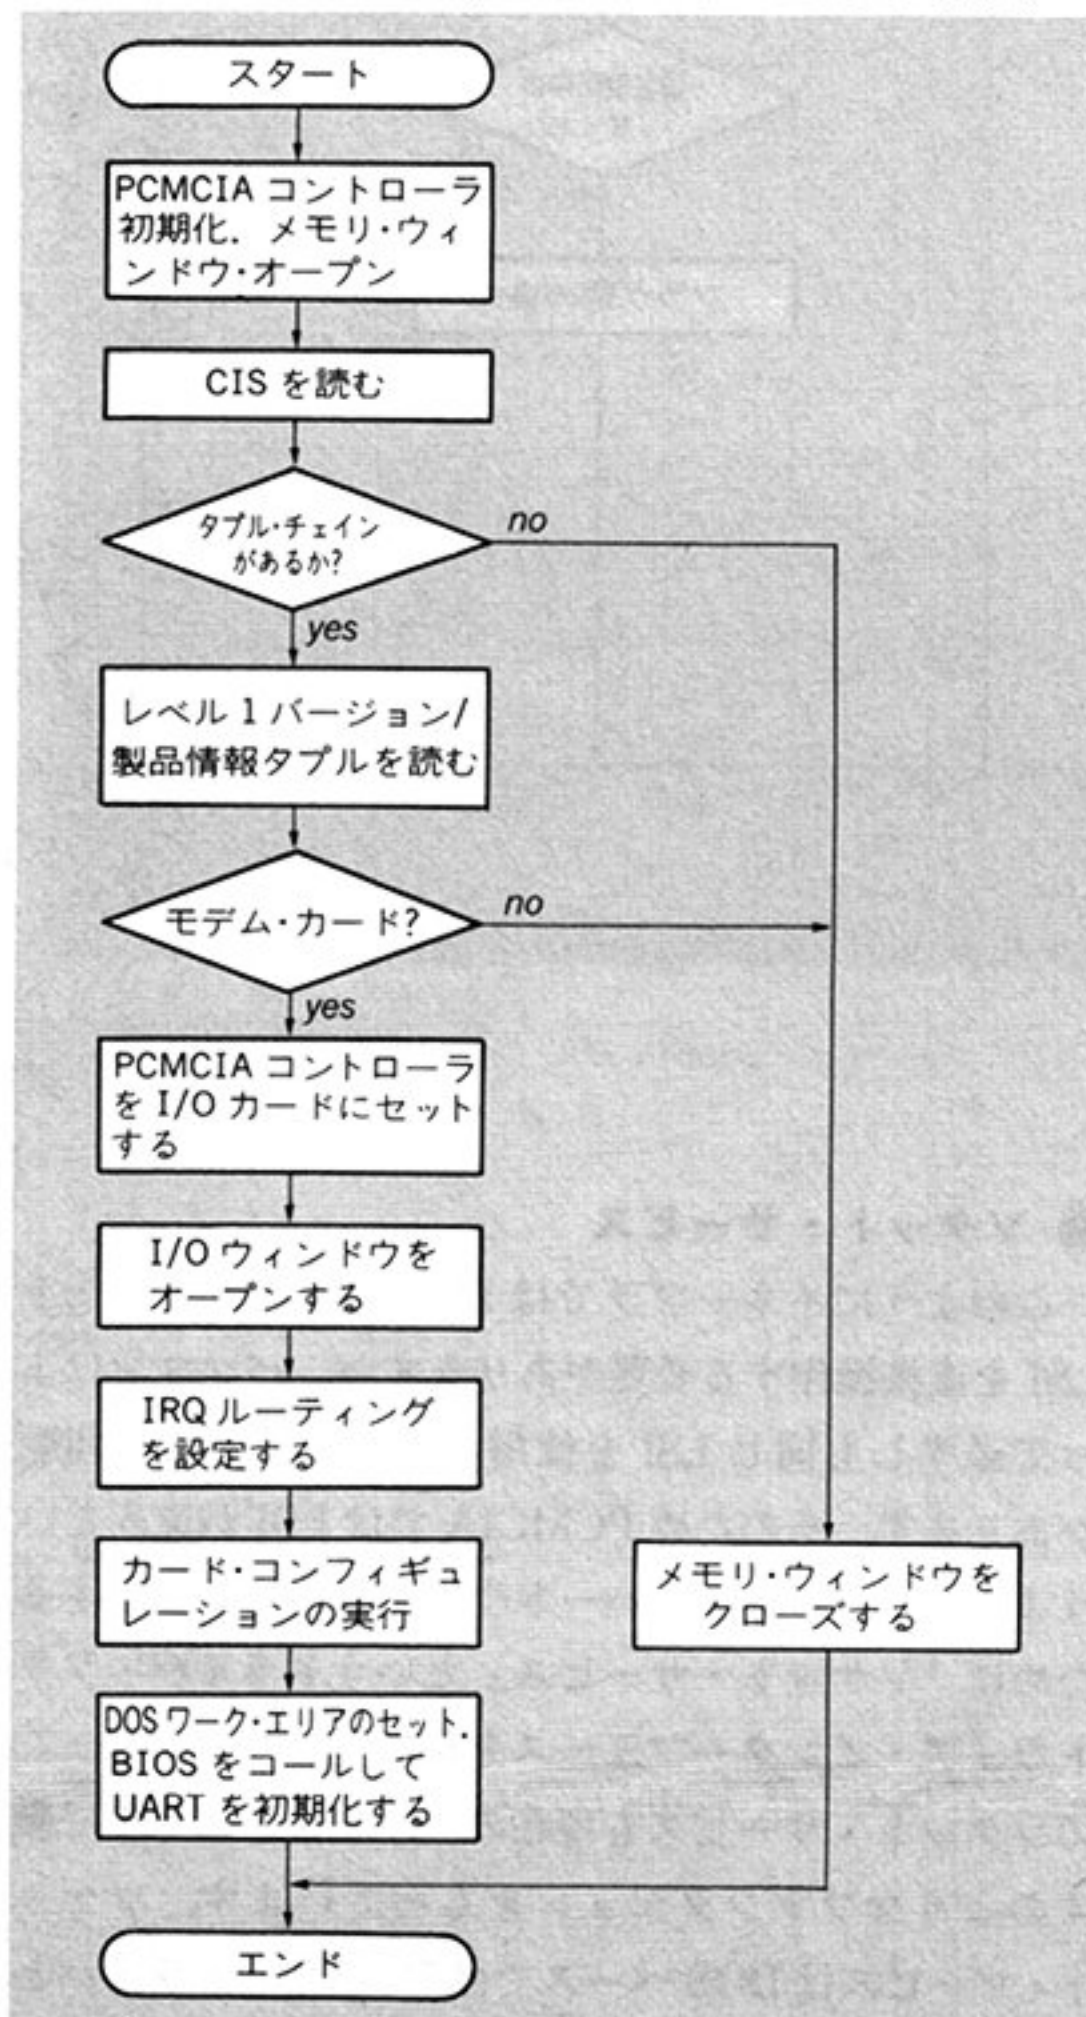 スタート
PCMCIA コントローラ
初期化．メモリ・ウィ
ンドウ・オープン
CIS を読む
タプル・チェイン
があるか?
no
yes
レベル 1 バージョン/
製品情報タプルを読む
モデム・カード?
no
yes
PCMCIA コントローラ
を I/O カードにセット
する
I/O ウィンドウを
オープンする
IRQ ルーティング
を設定する
カード・コンフィギュ
レーションの実行
メモリ・ウィンドウを
クローズする
DOS ワーク・エリアのセット．
BIOS をコールして
UART を初期化する
エンド